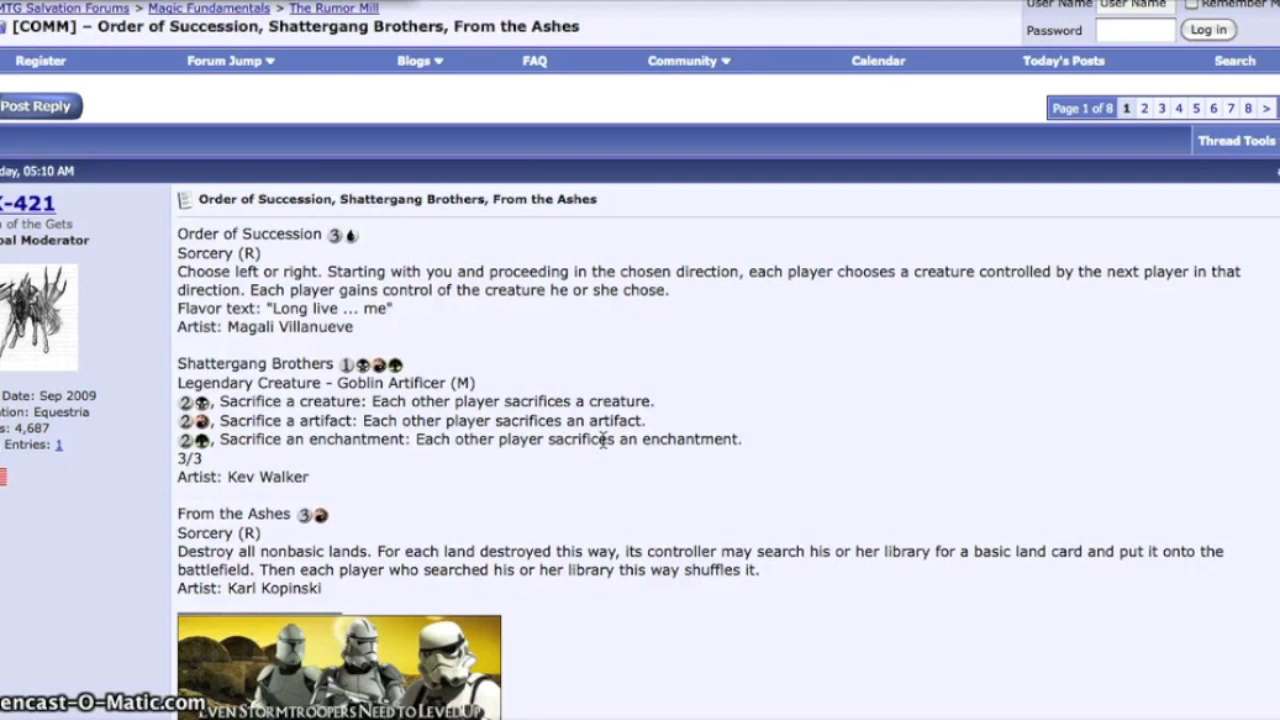 MTG Salvation Forums > Magic Fundamentals > The Rumor Mill
[COMM] – Order of Succession, Shattergang Brothers, From the Ashes
User Name User Name Remember M
Password Log in
Register Forum Jump Blogs FAQ Community Calendar Today's Posts Search
Post Reply
Page 1 of 8 1 2 3 4 5 6 7 8 >
Thread Tools
day, 05:10 AM
-421
n of the Gets
bal Moderator
Date: Sep 2009
tion: Equestria
s: 4,687
Entries: 1
Order of Succession, Shattergang Brothers, From the Ashes
Order of Succession 3
Sorcery (R)
Choose left or right. Starting with you and proceeding in the chosen direction, each player chooses a creature controlled by the next player in that
direction. Each player gains control of the creature he or she chose.
Flavor text: "Long live ... me"
Artist: Magali Villanueve
Shattergang Brothers 1
Legendary Creature - Goblin Artificer (M)
2, Sacrifice a creature: Each other player sacrifices a creature.
2, Sacrifice a artifact: Each other player sacrifices an artifact.
2, Sacrifice an enchantment: Each other player sacrifices an enchantment.
3/3
Artist: Kev Walker
From the Ashes 3
Sorcery (R)
Destroy all nonbasic lands. For each land destroyed this way, its controller may search his or her library for a basic land card and put it onto the
battlefield. Then each player who searched his or her library this way shuffles it.
Artist: Karl Kopinski
EVEN STORMTROOPERS NEED TO LEVEL UP
encast-O-Matic.com